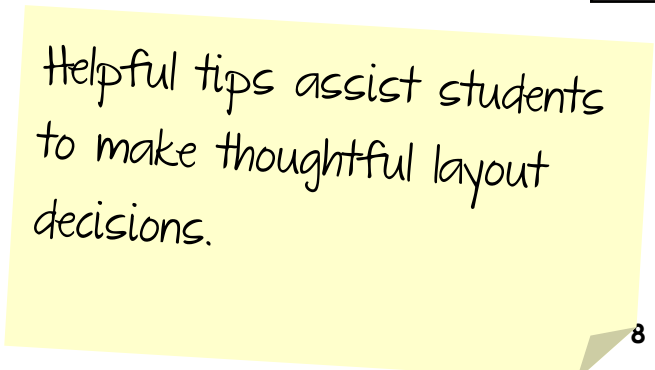 Helpful tips assist students
to make thoughtful layout
decisions.
8